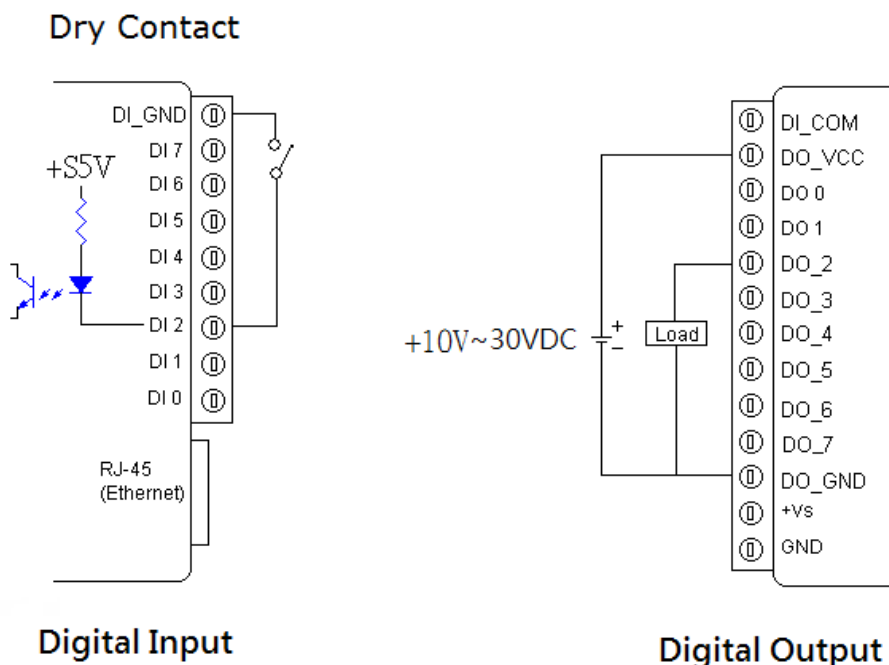 Dry Contact
DI_GND
DI 7
+S5V
DI 6
DI 5
DI 4
DI 3
DI 2
DI 1
DI 0
RJ-45
(Ethernet)
Digital Input
DI_COM
DO_VCC
DO 0
DO 1
DO_2
DO_3
DO_4
DO_5
DO_6
DO_7
DO_GND
+Vs
GND
+10V~30VDC
+
−
Load
Digital Output